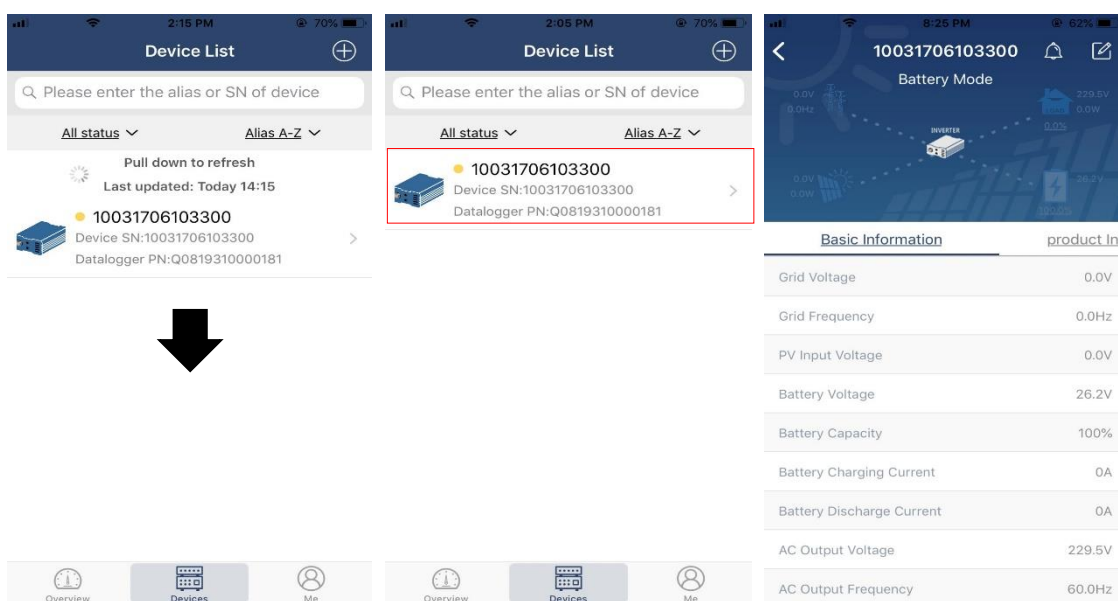 2:15 PM
70%
Device List
Please enter the alias or SN of device
All status
Alias A-Z
Pull down to refresh
Last updated: Today 14:15
10031706103300
Device SN:10031706103300
Datalogger PN:Q0819310000181
Overview
Devices
Me
2:05 PM
70%
Device List
Please enter the alias or SN of device
All status
Alias A-Z
10031706103300
Device SN:10031706103300
Datalogger PN:Q0819310000181
Overview
Devices
Me
8:25 PM
62%
10031706103300
Battery Mode
0.0V
0.0Hz
229.5V
0.0W
0.0%
INVERTER
0.0V
0.0W
26.2V
100.0%
Basic Information
product In
Grid Voltage 0.0V
Grid Frequency 0.0Hz
PV Input Voltage 0.0V
Battery Voltage 26.2V
Battery Capacity 100%
Battery Charging Current 0A
Battery Discharge Current 0A
AC Output Voltage 229.5V
AC Output Frequency 60.0Hz